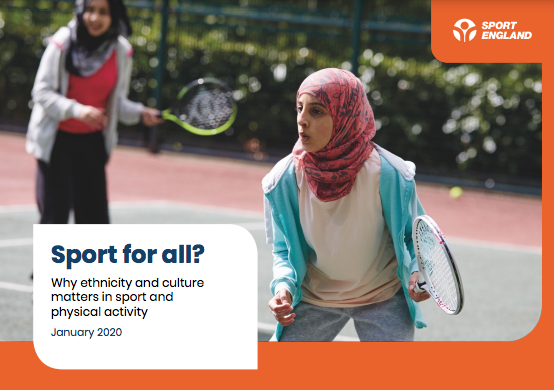 SPORT
ENGLAND
Sport for all?
Why ethnicity and culture
matters in sport and
physical activity
January 2020